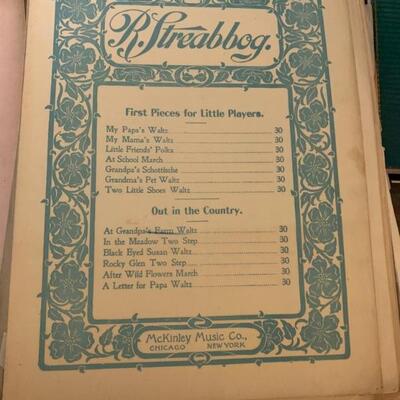 R. Streabbog.
First Pieces for Little Players.
My Papa's Waltz 30
My Mama's Waltz 30
Little Friends' Polka 30
At School March 30
Grandpa's Schottische 30
Grandma's Pet Waltz 30
Two Little Shoes Waltz 30
Out in the Country.
At Grandpa's Farm Waltz 30
In the Meadow Two Step 30
Black Eyed Susan Waltz 30
Rocky Glen Two Step 30
After Wild Flowers March 30
A Letter for Papa Waltz 30
McKinley Music Co.,
CHICAGO NEW YORK